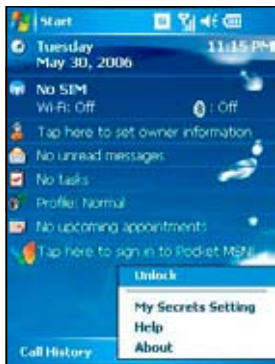 Start
Tuesday 11:15 PM
May 30, 2006
No SIM
Wi-Fi: Off : Off
Tap here to set owner information
No unread messages
No tasks
Profile: Normal
No upcoming appointments
Tap here to sign in to Pocket MSN!
Unlock
My Secrets Setting
Help
About
Call History